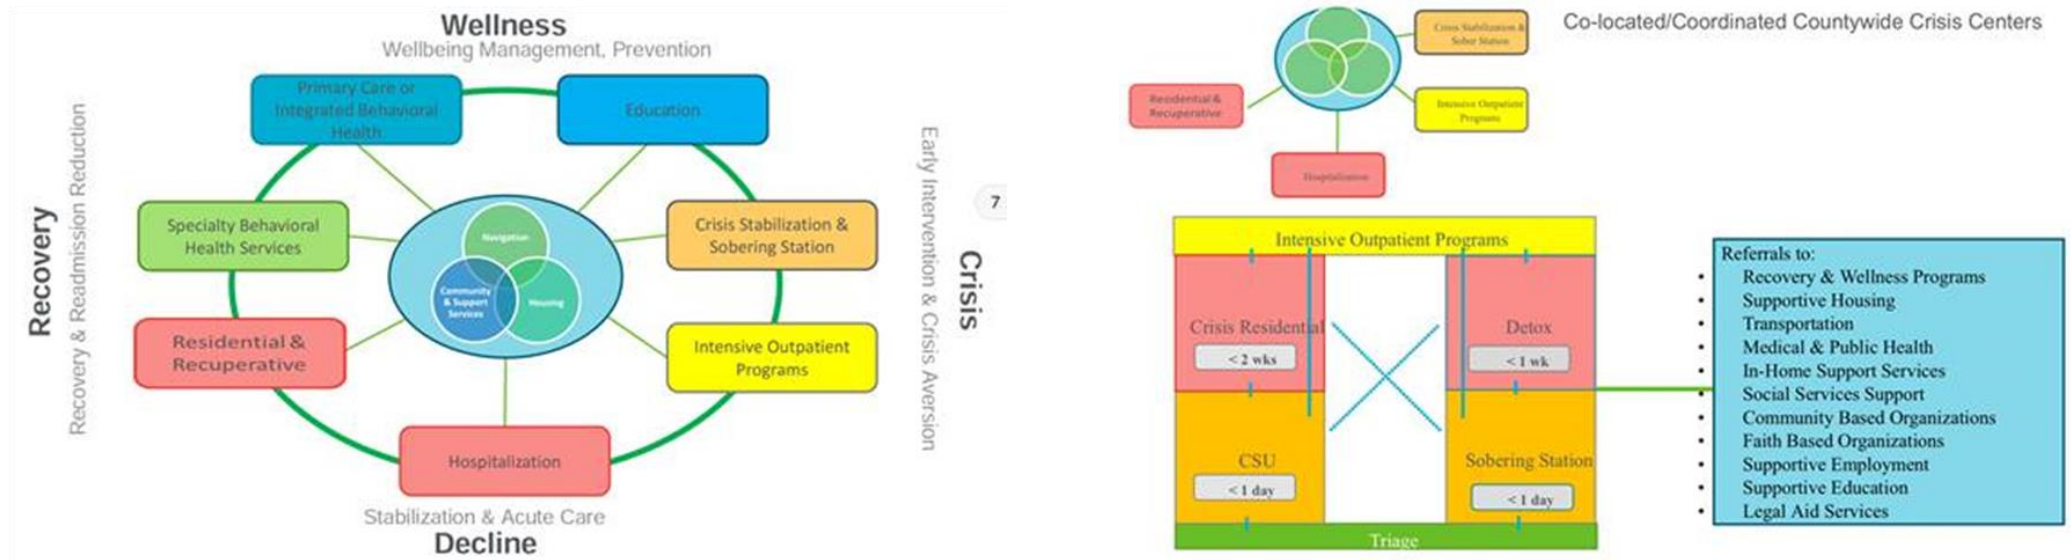 Wellness
Wellbeing Management, Prevention
Primary Care or
Integrated Behavioral
Health
Education
Recovery
Recovery & Readmission Reduction
Specialty Behavioral
Health Services
Navigation
Community
& Support
Services
Housing
Crisis Stabilization &
Sobering Station
Early Intervention & Crisis Aversion
Crisis
7
Residential &
Recuperative
Intensive Outpatient
Programs
Hospitalization
Stabilization & Acute Care
Decline
Co-located/Coordinated Countywide Crisis Centers
Crises Stabilization &
Sober Station
Residential &
Recuperative
Intensive Outpatient
Programs
Hospitalization
Intensive Outpatient Programs
Crisis Residential
< 2 wks
Detox
< 1 wk
CSU
< 1 day
Sobering Station
< 1 day
Triage
Referrals to:
• Recovery & Wellness Programs
• Supportive Housing
• Transportation
• Medical & Public Health
• In-Home Support Services
• Social Services Support
• Community Based Organizations
• Faith Based Organizations
• Supportive Employment
• Supportive Education
• Legal Aid Services